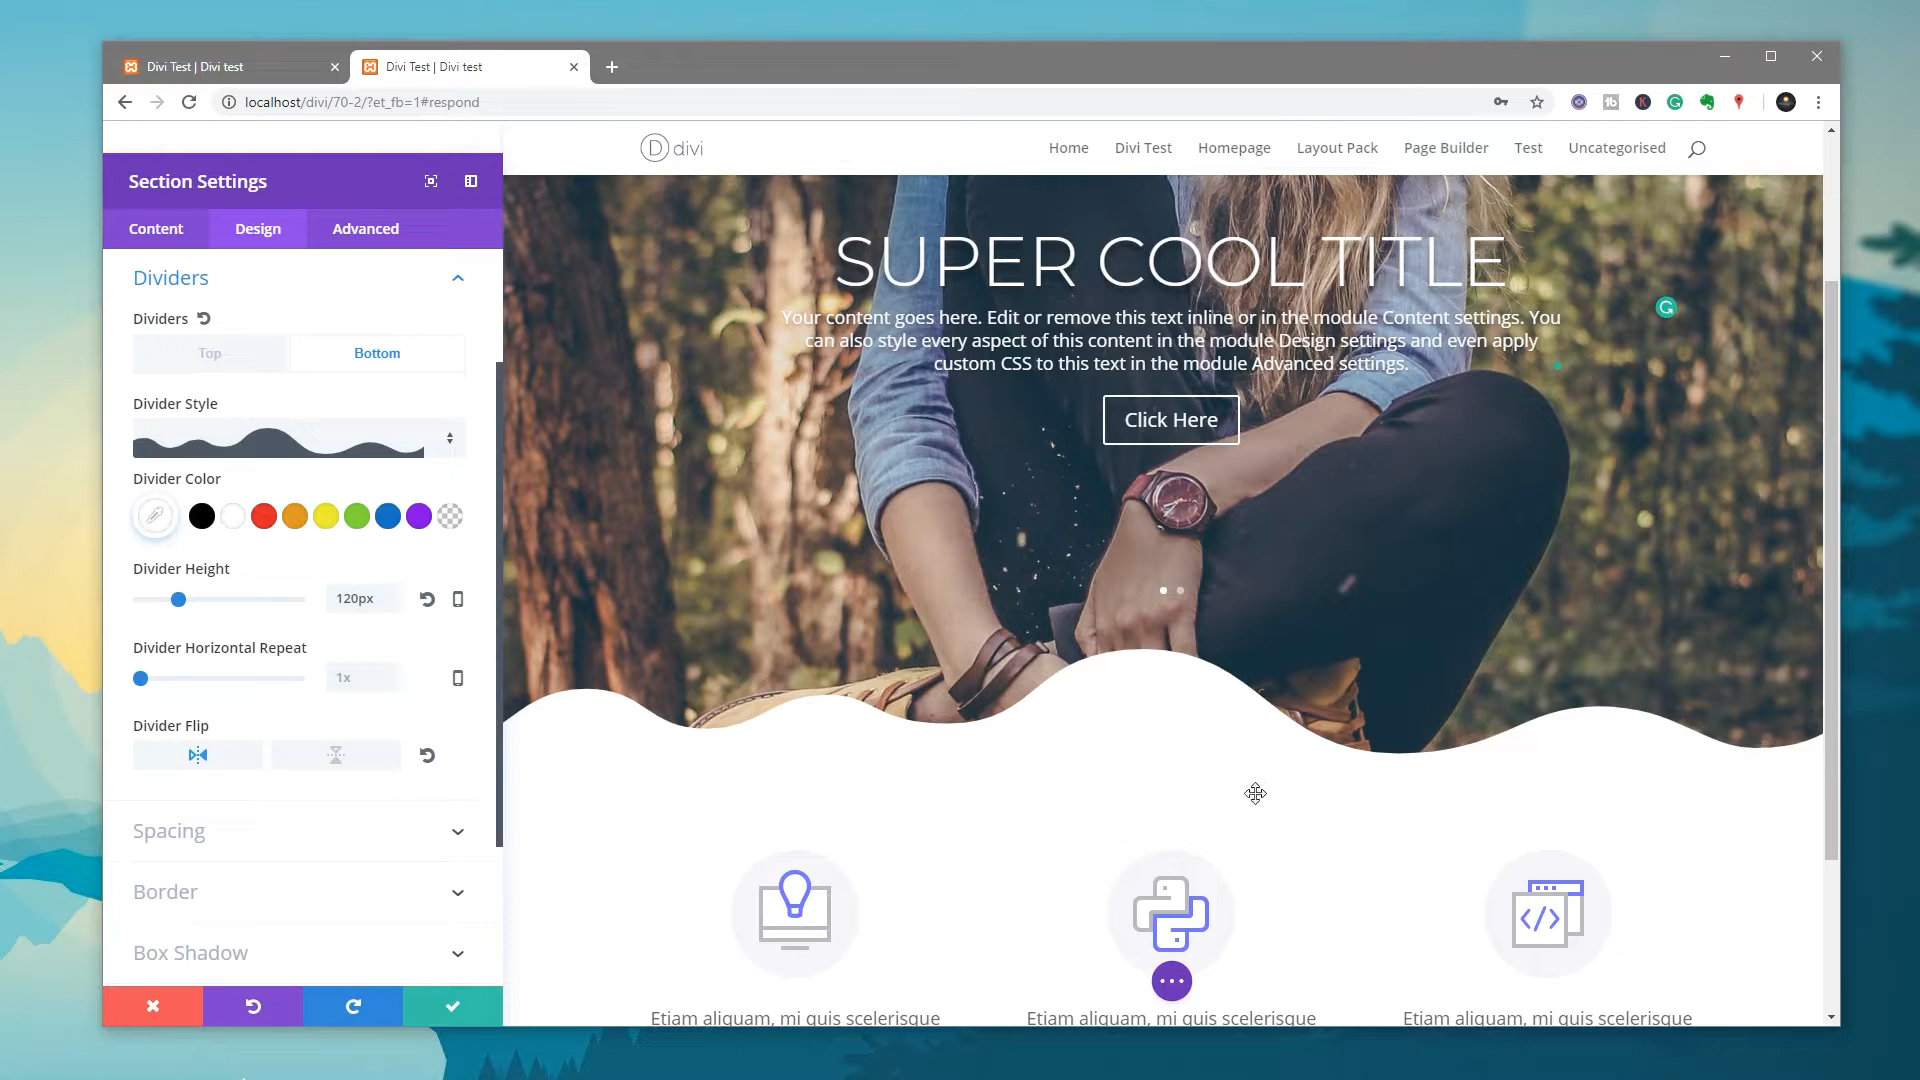 Divi Test | Divi test
Divi Test | Divi test
localhost/divi/70-2/?et_fb=1#respond
divi
Home
Divi Test
Homepage
Layout Pack
Page Builder
Test
Uncategorised
Section Settings
Content
Design
Advanced
Dividers
Dividers
Top
Bottom
Divider Style
Divider Color
Divider Height
120px
Divider Horizontal Repeat
1x
Divider Flip
Spacing
Border
Box Shadow
SUPER COOL TITLE
Your content goes here. Edit or remove this text inline or in the module Content settings. You
can also style every aspect of this content in the module Design settings and even apply
custom CSS to this text in the module Advanced settings.
Click Here
Etiam aliquam, mi quis scelerisque
Etiam aliquam, mi quis scelerisque
Etiam aliquam, mi quis scelerisque